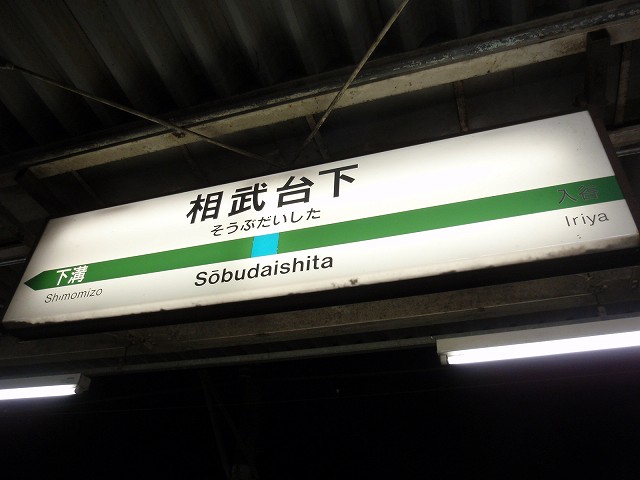 相武台下
そうぶだいした
下溝
入谷
Shimomizo
Sōbudaishita
Iriya